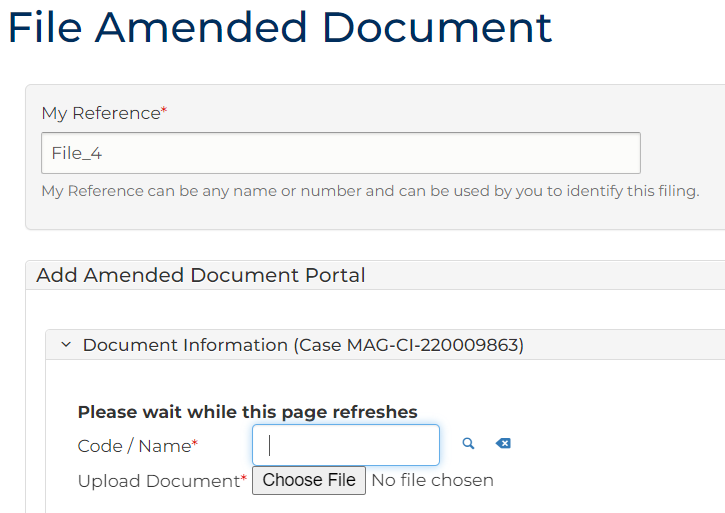 File Amended Document
My Reference*
File_4
My Reference can be any name or number and can be used by you to identify this filing.
Add Amended Document Portal
Document Information (Case MAG-CI-220009863)
Please wait while this page refreshes
Code / Name*
Upload Document* Choose File No file chosen